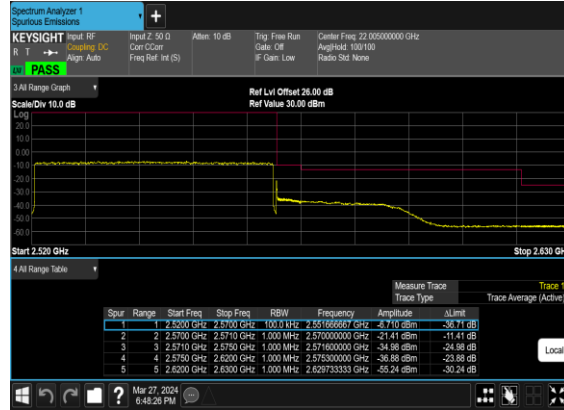 Spectrum Analyzer 1
Spurious Emissions
KEYSIGHT Input: RF Input Z: 50 Ω Atten: 10 dB Trig: Free Run Center Freq: 22.005000000 GHz
R T Coupling: DC Corr CCorr Gate: Off Avg|Hold: 100/100
Align: Auto Freq Ref: Int (S) IF Gain: Low Radio Std: None
PASS
3 All Range Graph
Ref Lvl Offset 26.00 dB
Scale/Div 10.0 dB Ref Value 30.00 dBm
Log
20.0
10.0
0.00
-10.0
-20.0
-30.0
-40.0
-50.0
-60.0
Start 2.520 GHz Stop 2.630 GH
4 All Range Table
Measure Trace Trace 1
Trace Type Trace Average (Active)
Spur Range Start Freq Stop Freq RBW Frequency Amplitude ΔLimit
1 1 2.5200 GHz 2.5700 GHz 100.0 kHz 2.551666667 GHz -6.710 dBm -36.71 dB
2 2 2.5700 GHz 2.5710 GHz 1.000 MHz 2.570000000 GHz -21.41 dBm -11.41 dB
3 3 2.5710 GHz 2.5750 GHz 1.000 MHz 2.571600000 GHz -34.98 dBm -24.98 dB
4 4 2.5750 GHz 2.6200 GHz 1.000 MHz 2.575300000 GHz -36.88 dBm -23.88 dB
5 5 2.6200 GHz 2.6300 GHz 1.000 MHz 2.629733333 GHz -55.24 dBm -30.24 dB
Local
Mar 27, 2024
6:48:26 PM